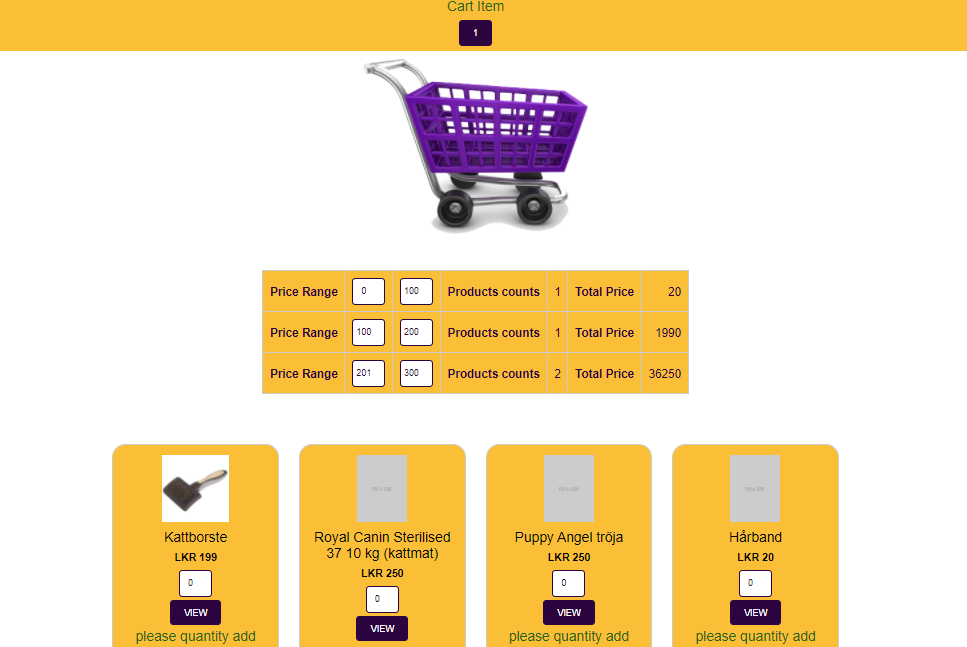 Cart Item
1
Price Range 0 100 Products counts 1 Total Price 20
Price Range 100 200 Products counts 1 Total Price 1990
Price Range 201 300 Products counts 2 Total Price 36250
Kattborste
LKR 199
0
VIEW
please quantity add
Royal Canin Sterilised
37 10 kg (kattmat)
LKR 250
0
VIEW
Puppy Angel tröja
LKR 250
0
VIEW
please quantity add
Hårband
LKR 20
0
VIEW
please quantity add